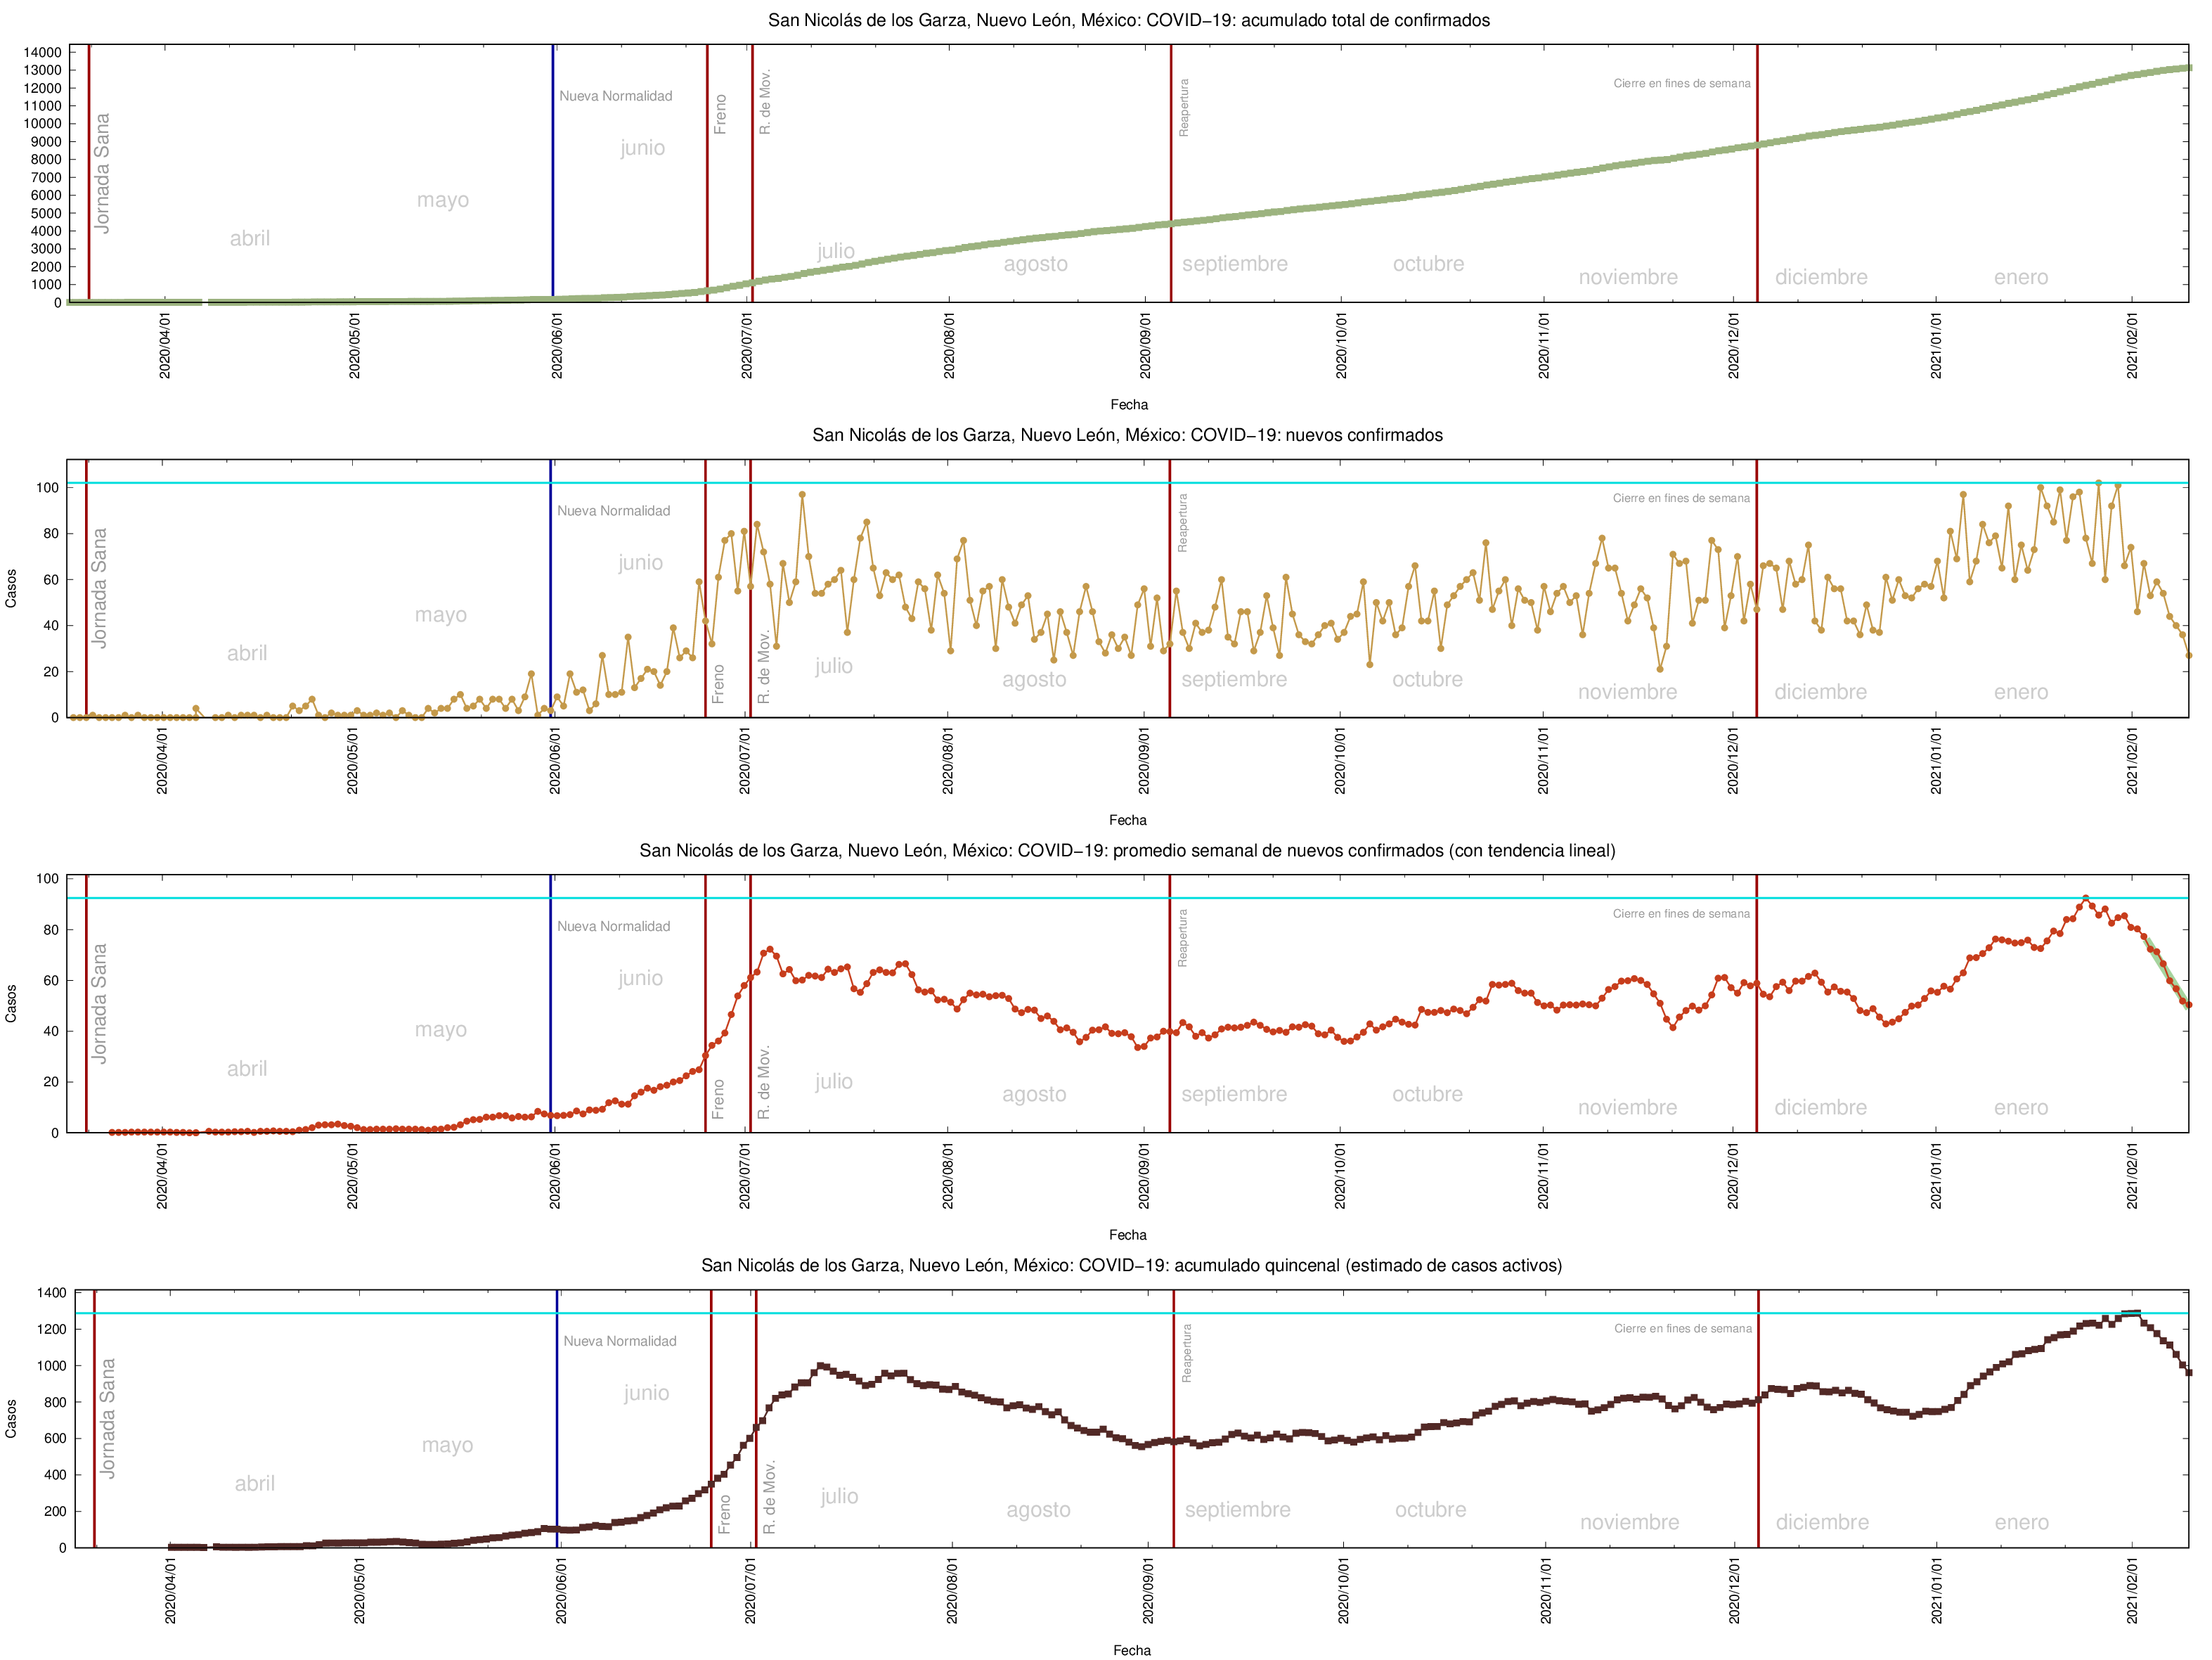 San Nicolás de los Garza, Nuevo León, México: COVID−19: acumulado total de confirmados
14000
13000
12000
11000
10000
9000
8000
7000
6000
5000
4000
3000
2000
1000
0
Jornada Sana
abril
mayo
Nueva Normalidad
junio
Freno
R. de Mov.
julio
agosto
Reapertura
septiembre
octubre
noviembre
Cierre en fines de semana
diciembre
enero
2020/04/01
2020/05/01
2020/06/01
2020/07/01
2020/08/01
2020/09/01
2020/10/01
2020/11/01
2020/12/01
2021/01/01
2021/02/01
Fecha
San Nicolás de los Garza, Nuevo León, México: COVID−19: nuevos confirmados
Casos
100
80
60
40
20
0
Jornada Sana
abril
mayo
Nueva Normalidad
junio
Freno
R. de Mov.
julio
agosto
Reapertura
septiembre
octubre
noviembre
Cierre en fines de semana
diciembre
enero
2020/04/01
2020/05/01
2020/06/01
2020/07/01
2020/08/01
2020/09/01
2020/10/01
2020/11/01
2020/12/01
2021/01/01
2021/02/01
Fecha
San Nicolás de los Garza, Nuevo León, México: COVID−19: promedio semanal de nuevos confirmados (con tendencia lineal)
Casos
100
80
60
40
20
0
Jornada Sana
abril
mayo
Nueva Normalidad
junio
Freno
R. de Mov.
julio
agosto
Reapertura
septiembre
octubre
noviembre
Cierre en fines de semana
diciembre
enero
2020/04/01
2020/05/01
2020/06/01
2020/07/01
2020/08/01
2020/09/01
2020/10/01
2020/11/01
2020/12/01
2021/01/01
2021/02/01
Fecha
San Nicolás de los Garza, Nuevo León, México: COVID−19: acumulado quincenal (estimado de casos activos)
Casos
1400
1200
1000
800
600
400
200
0
Jornada Sana
abril
mayo
Nueva Normalidad
junio
Freno
R. de Mov.
julio
agosto
Reapertura
septiembre
octubre
noviembre
Cierre en fines de semana
diciembre
enero
2020/04/01
2020/05/01
2020/06/01
2020/07/01
2020/08/01
2020/09/01
2020/10/01
2020/11/01
2020/12/01
2021/01/01
2021/02/01
Fecha